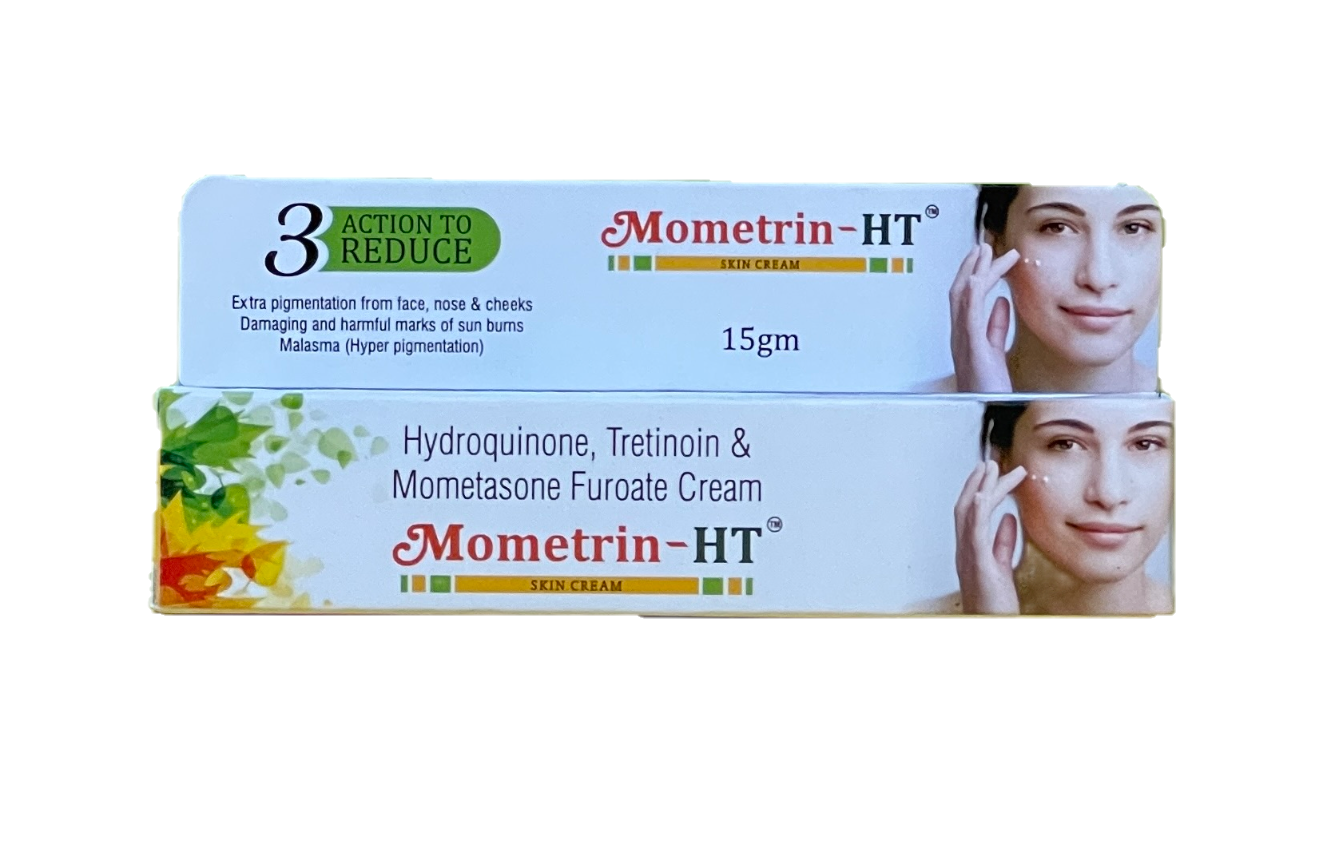 3 ACTION TO
REDUCE
Extra pigmentation from face, nose & cheeks
Damaging and harmful marks of sun burns
Malasma (Hyper pigmentation)
Mometrin-HT™
SKIN CREAM
15gm
Hydroquinone, Tretinoin &
Mometasone Furoate Cream
Mometrin-HT™
SKIN CREAM